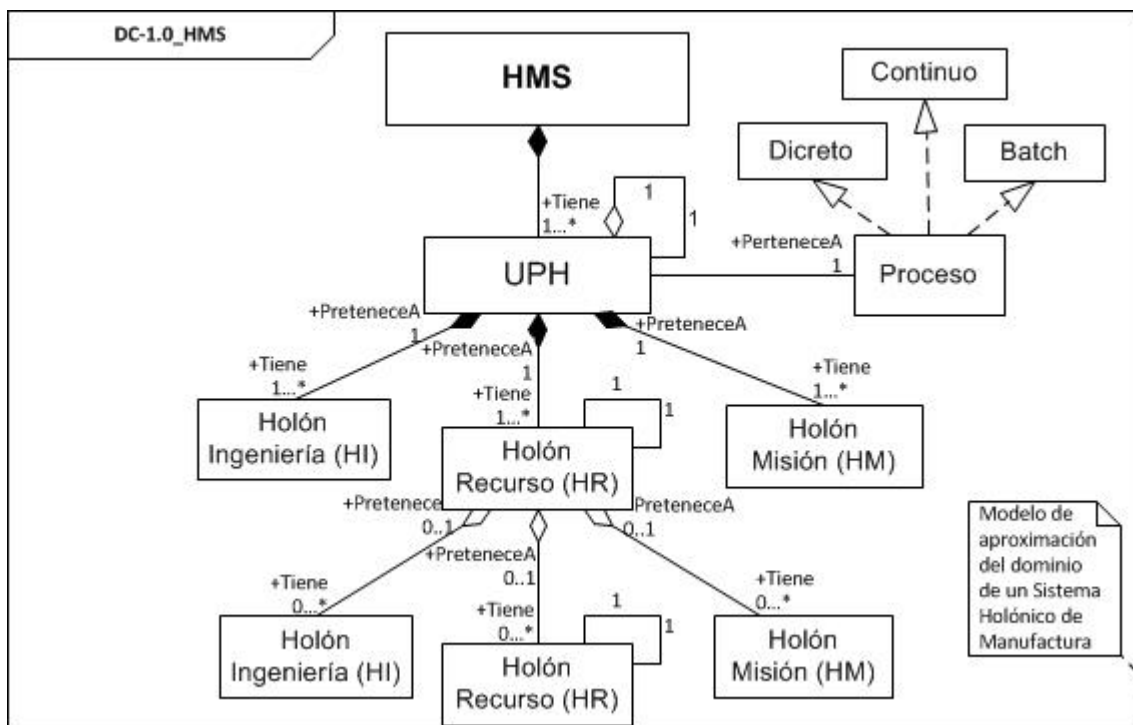 DC-1.0_HMS
HMS
Continuo
Dicreto
Batch
+Tiene
1...*
1
1
+PerteneceA
1
UPH
Proceso
+PreteneceA
1
+PreteneceA
1
+PreteneceA
1
+Tiene
1...*
+Tiene
1...*
+Tiene
1...*
1
1
Holón
Ingeniería (HI)
Holón
Recurso (HR)
Holón
Misión (HM)
+Pretenece
0..1
+PreteneceA
0..1
PreteneceA
0..1
+Tiene
0...*
+Tiene
0...*
+Tiene
0...*
1
1
Holón
Ingeniería (HI)
Holón
Recurso (HR)
Holón
Misión (HM)
Modelo de
aproximación
del dominio
de un Sistema
Holónico de
Manufactura